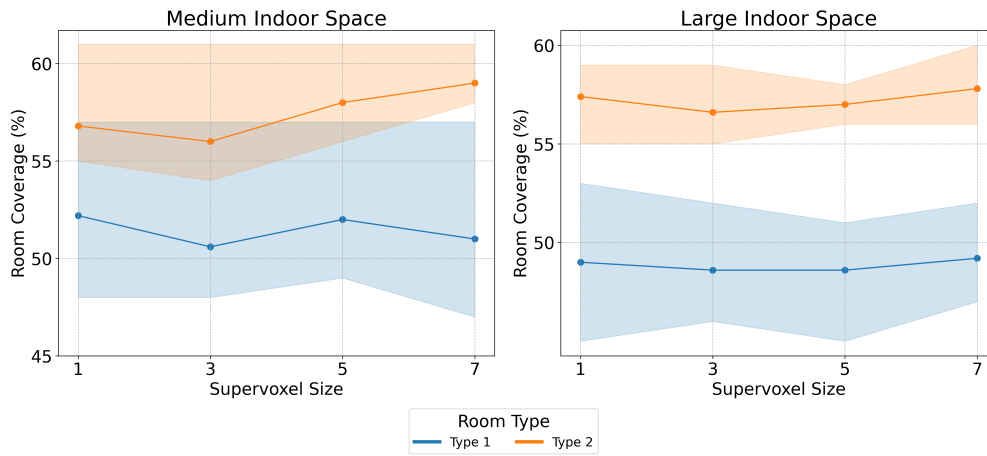 Medium Indoor Space
Large Indoor Space
Room Coverage (%)
60
55
50
45
1
3
5
7
Supervoxel Size
Room Coverage (%)
60
55
50
1
3
5
7
Supervoxel Size
Room Type
Type 1
Type 2